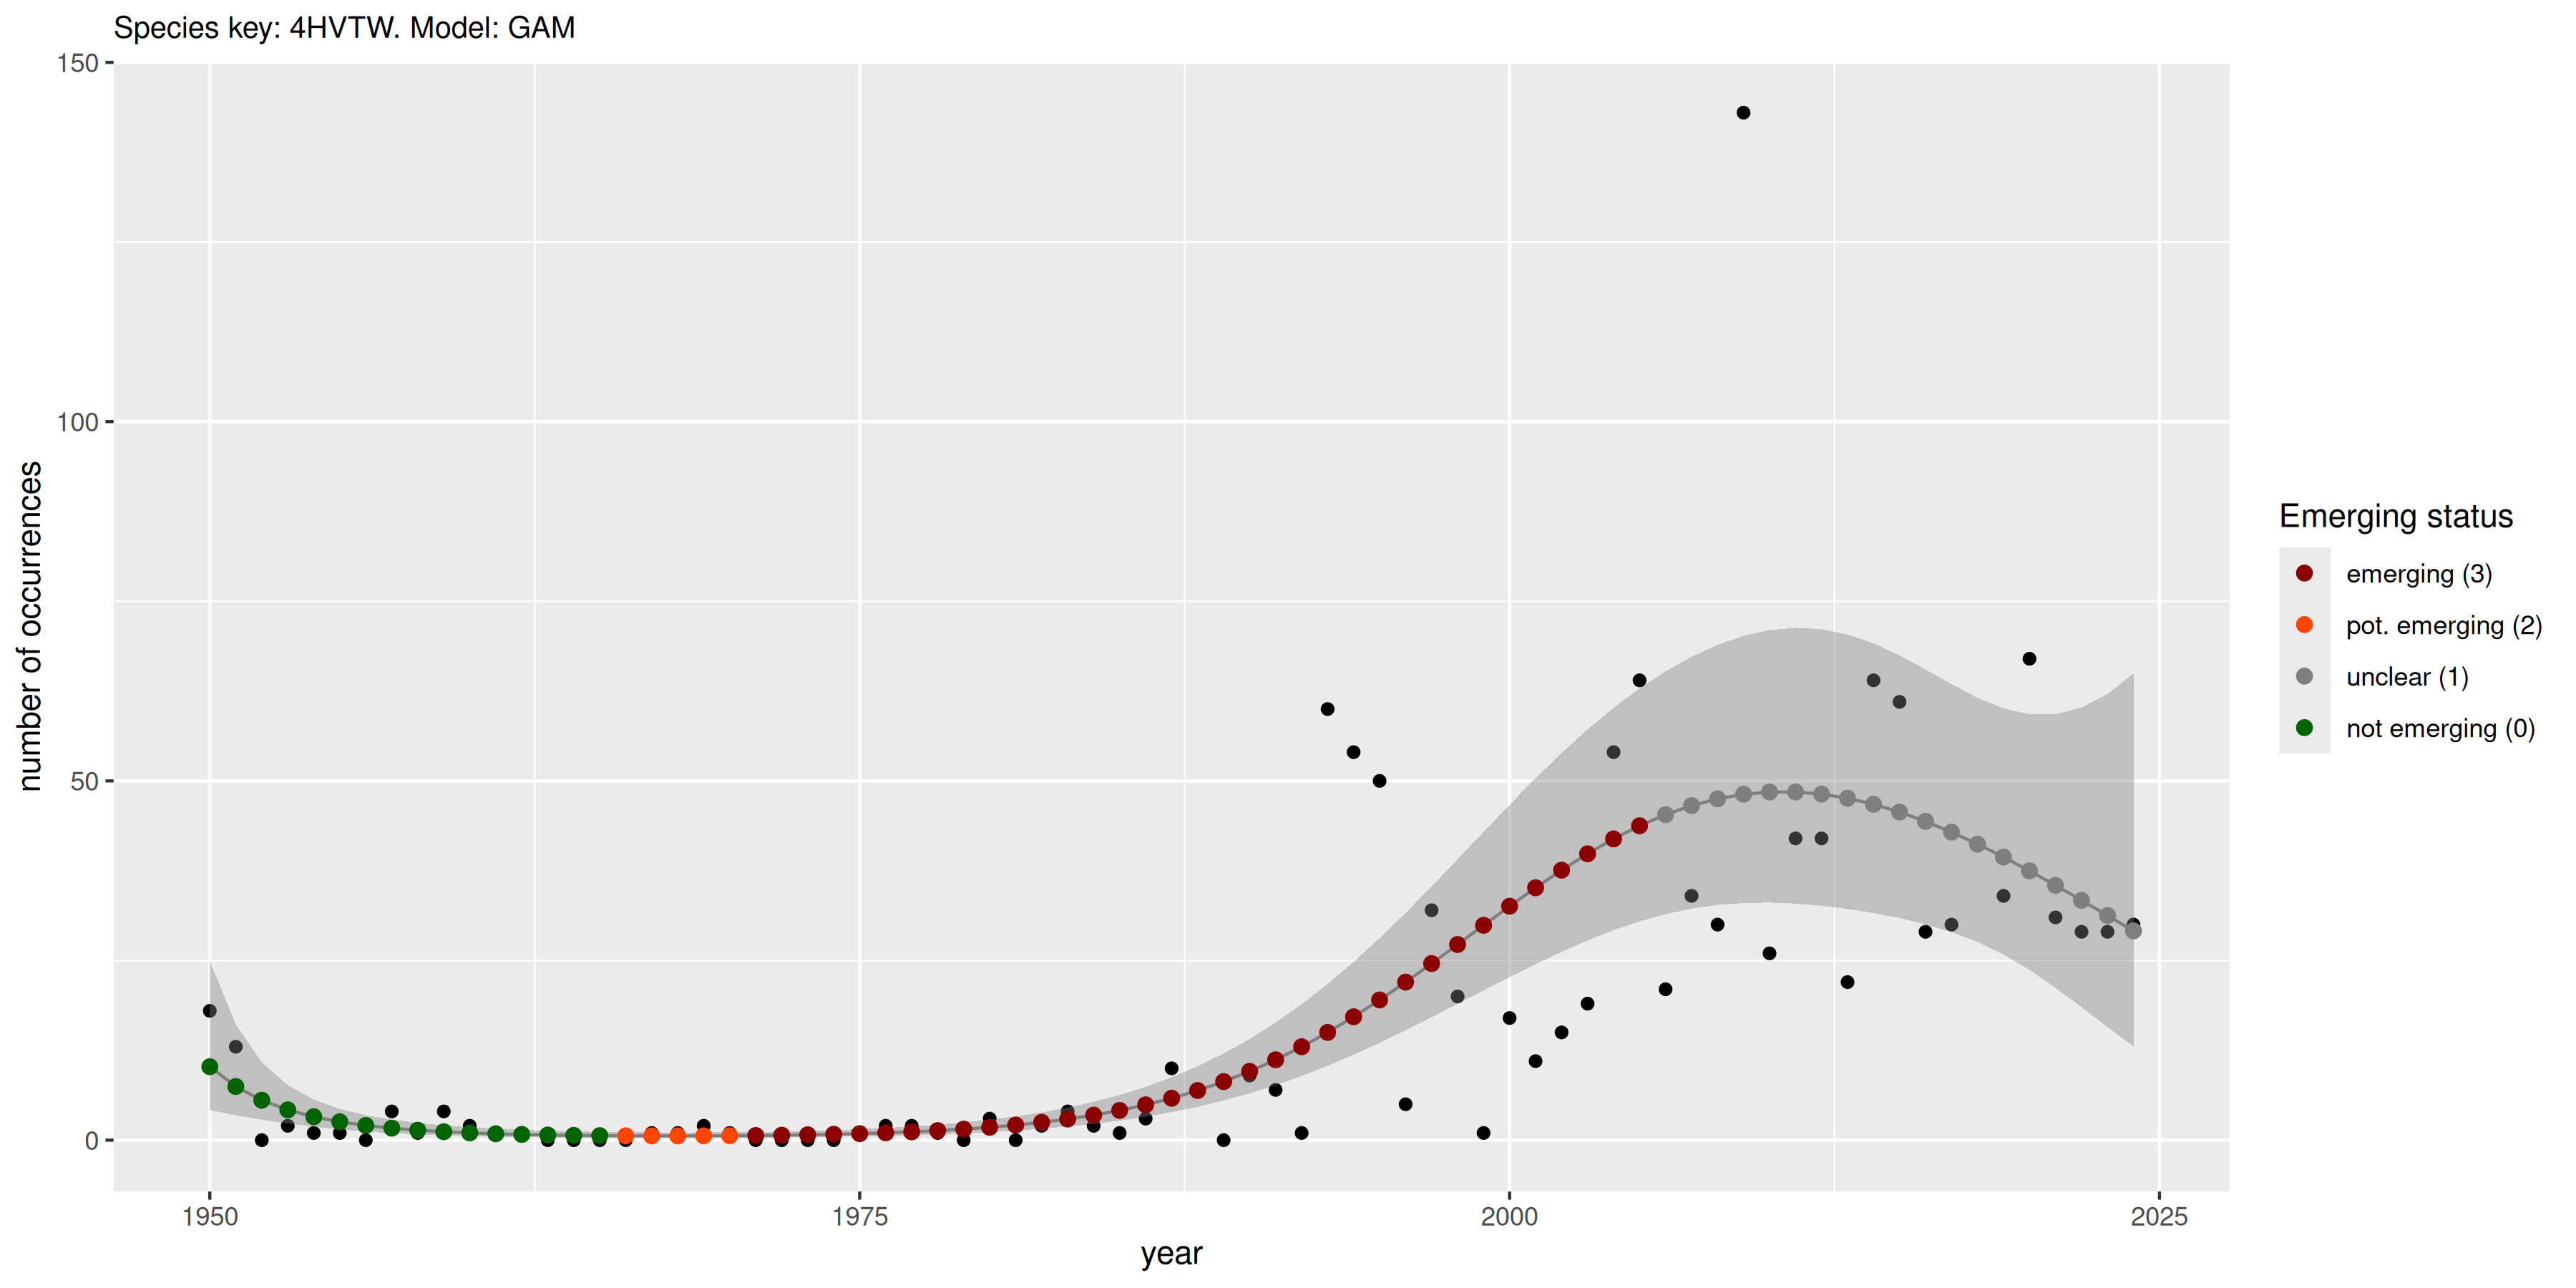 Species key: 4HVTW. Model: GAM
150
100
50
0
number of occurrences
1950
1975
2000
2025
year
Emerging status
emerging (3)
pot. emerging (2)
unclear (1)
not emerging (0)